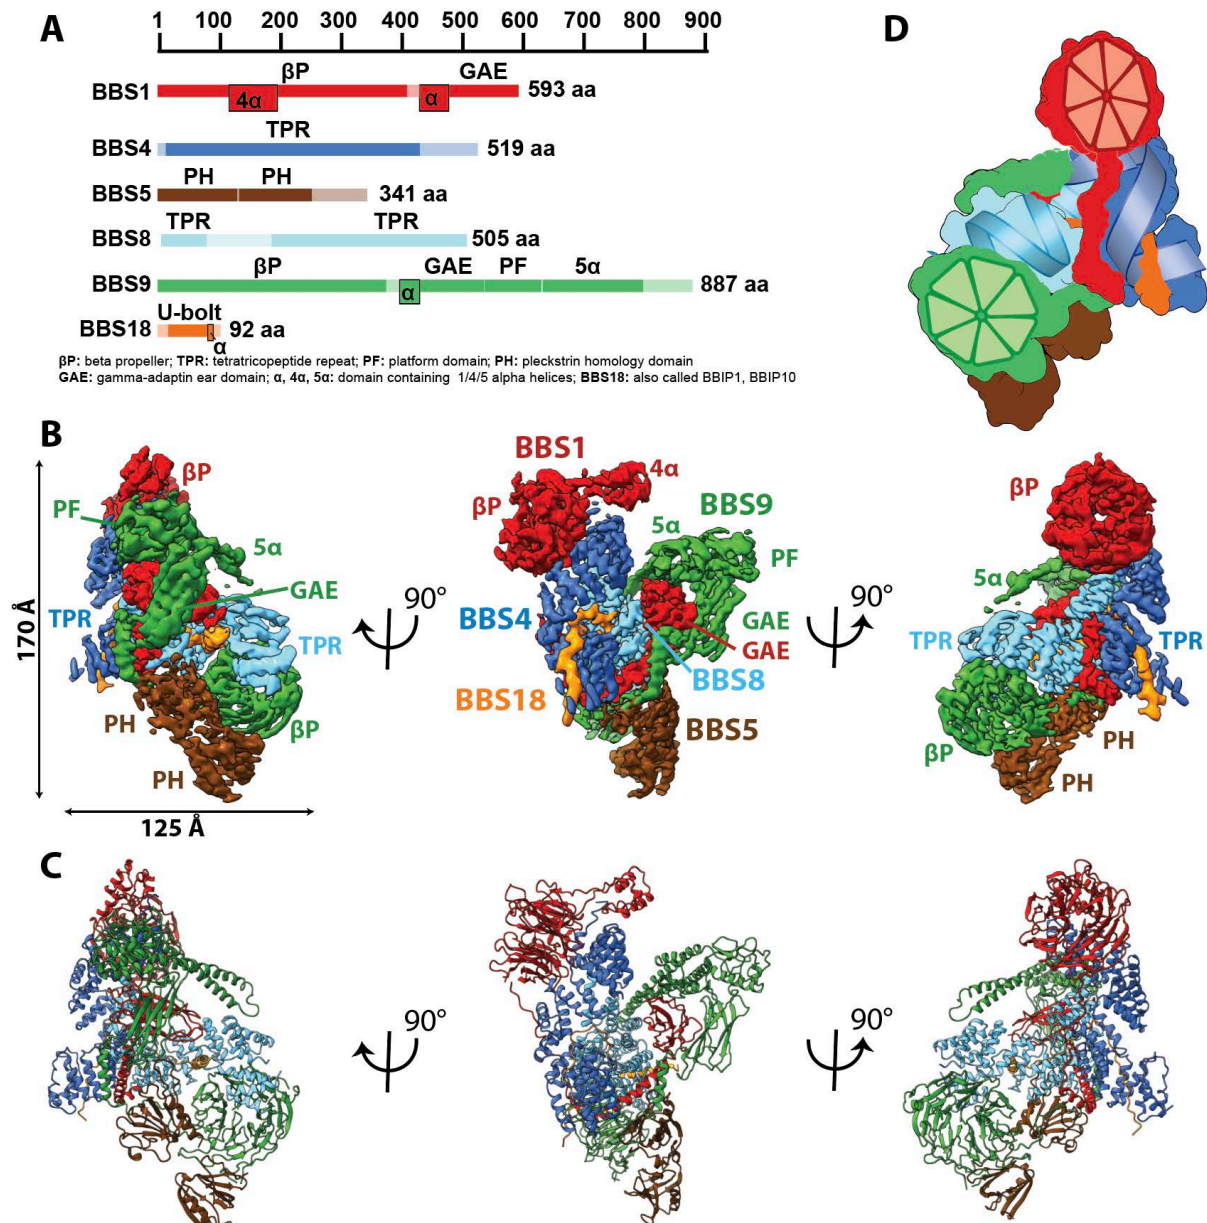 A
1 100 200 300 400 500 600 700 800 900
βP GAE
BBS1 4α α 593 aa
TPR
BBS4 519 aa
PH PH
BBS5 341 aa
TPR TPR
BBS8 505 aa
βP GAE PF 5α
BBS9 α 887 aa
U-bolt
BBS18 92 aa
α
βP: beta propeller; TPR: tetratricopeptide repeat; PF: platform domain; PH: pleckstrin homology domain
GAE: gamma-adaptin ear domain; α, 4α, 5α: domain containing 1/4/5 alpha helices; BBS18: also called BBIP1, BBIP10
D
B
170 Å
125 Å
βP
PF
5α
GAE
TPR
TPR
PH
βP
PH
90°
BBS1
4α
βP
BBS9
5α
PF
BBS4
GAE
GAE
BBS8
BBS18
BBS5
90°
βP
5α
TPR
TPR
βP
PH
PH
C
90°
90°